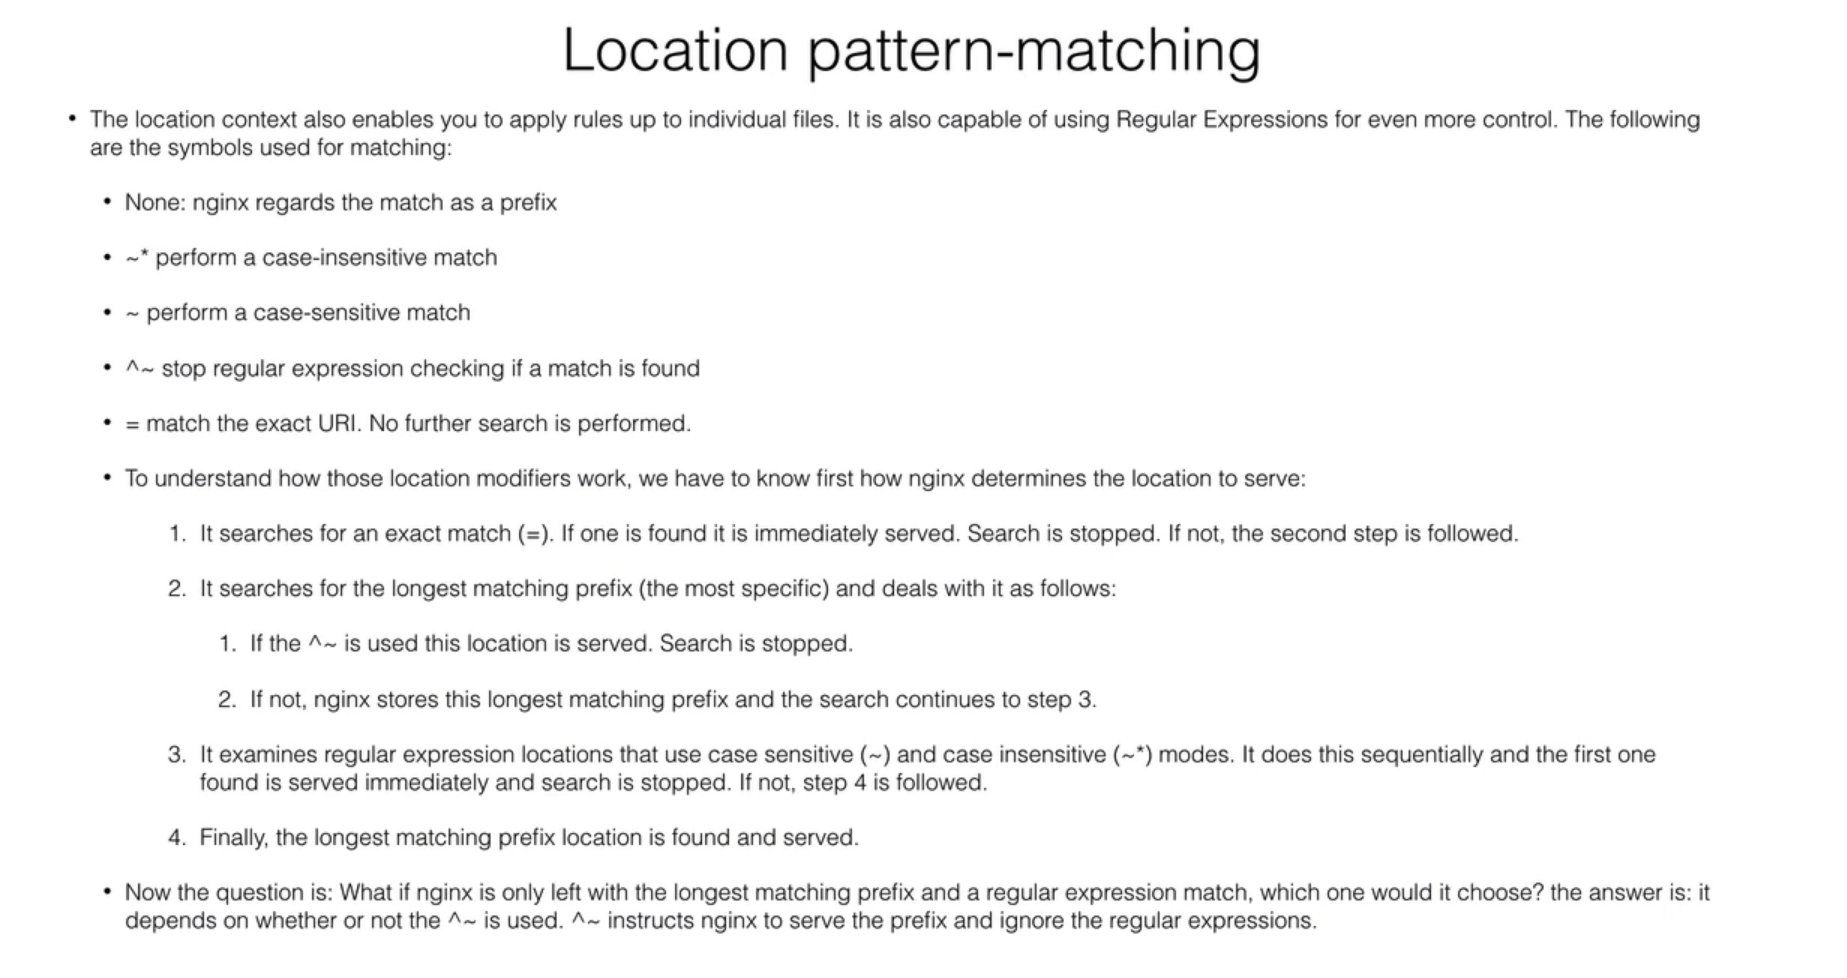 Location pattern-matching
• The location context also enables you to apply rules up to individual files. It is also capable of using Regular Expressions for even more control. The following
are the symbols used for matching:
• None: nginx regards the match as a prefix
• ~* perform a case-insensitive match
• ~ perform a case-sensitive match
• ^~ stop regular expression checking if a match is found
• = match the exact URI. No further search is performed.
• To understand how those location modifiers work, we have to know first how nginx determines the location to serve:
1. It searches for an exact match (=). If one is found it is immediately served. Search is stopped. If not, the second step is followed.
2. It searches for the longest matching prefix (the most specific) and deals with it as follows:
1. If the ^~ is used this location is served. Search is stopped.
2. If not, nginx stores this longest matching prefix and the search continues to step 3.
3. It examines regular expression locations that use case sensitive (~) and case insensitive (~*) modes. It does this sequentially and the first one
found is served immediately and search is stopped. If not, step 4 is followed.
4. Finally, the longest matching prefix location is found and served.
• Now the question is: What if nginx is only left with the longest matching prefix and a regular expression match, which one would it choose? the answer is: it
depends on whether or not the ^~ is used. ^~ instructs nginx to serve the prefix and ignore the regular expressions.